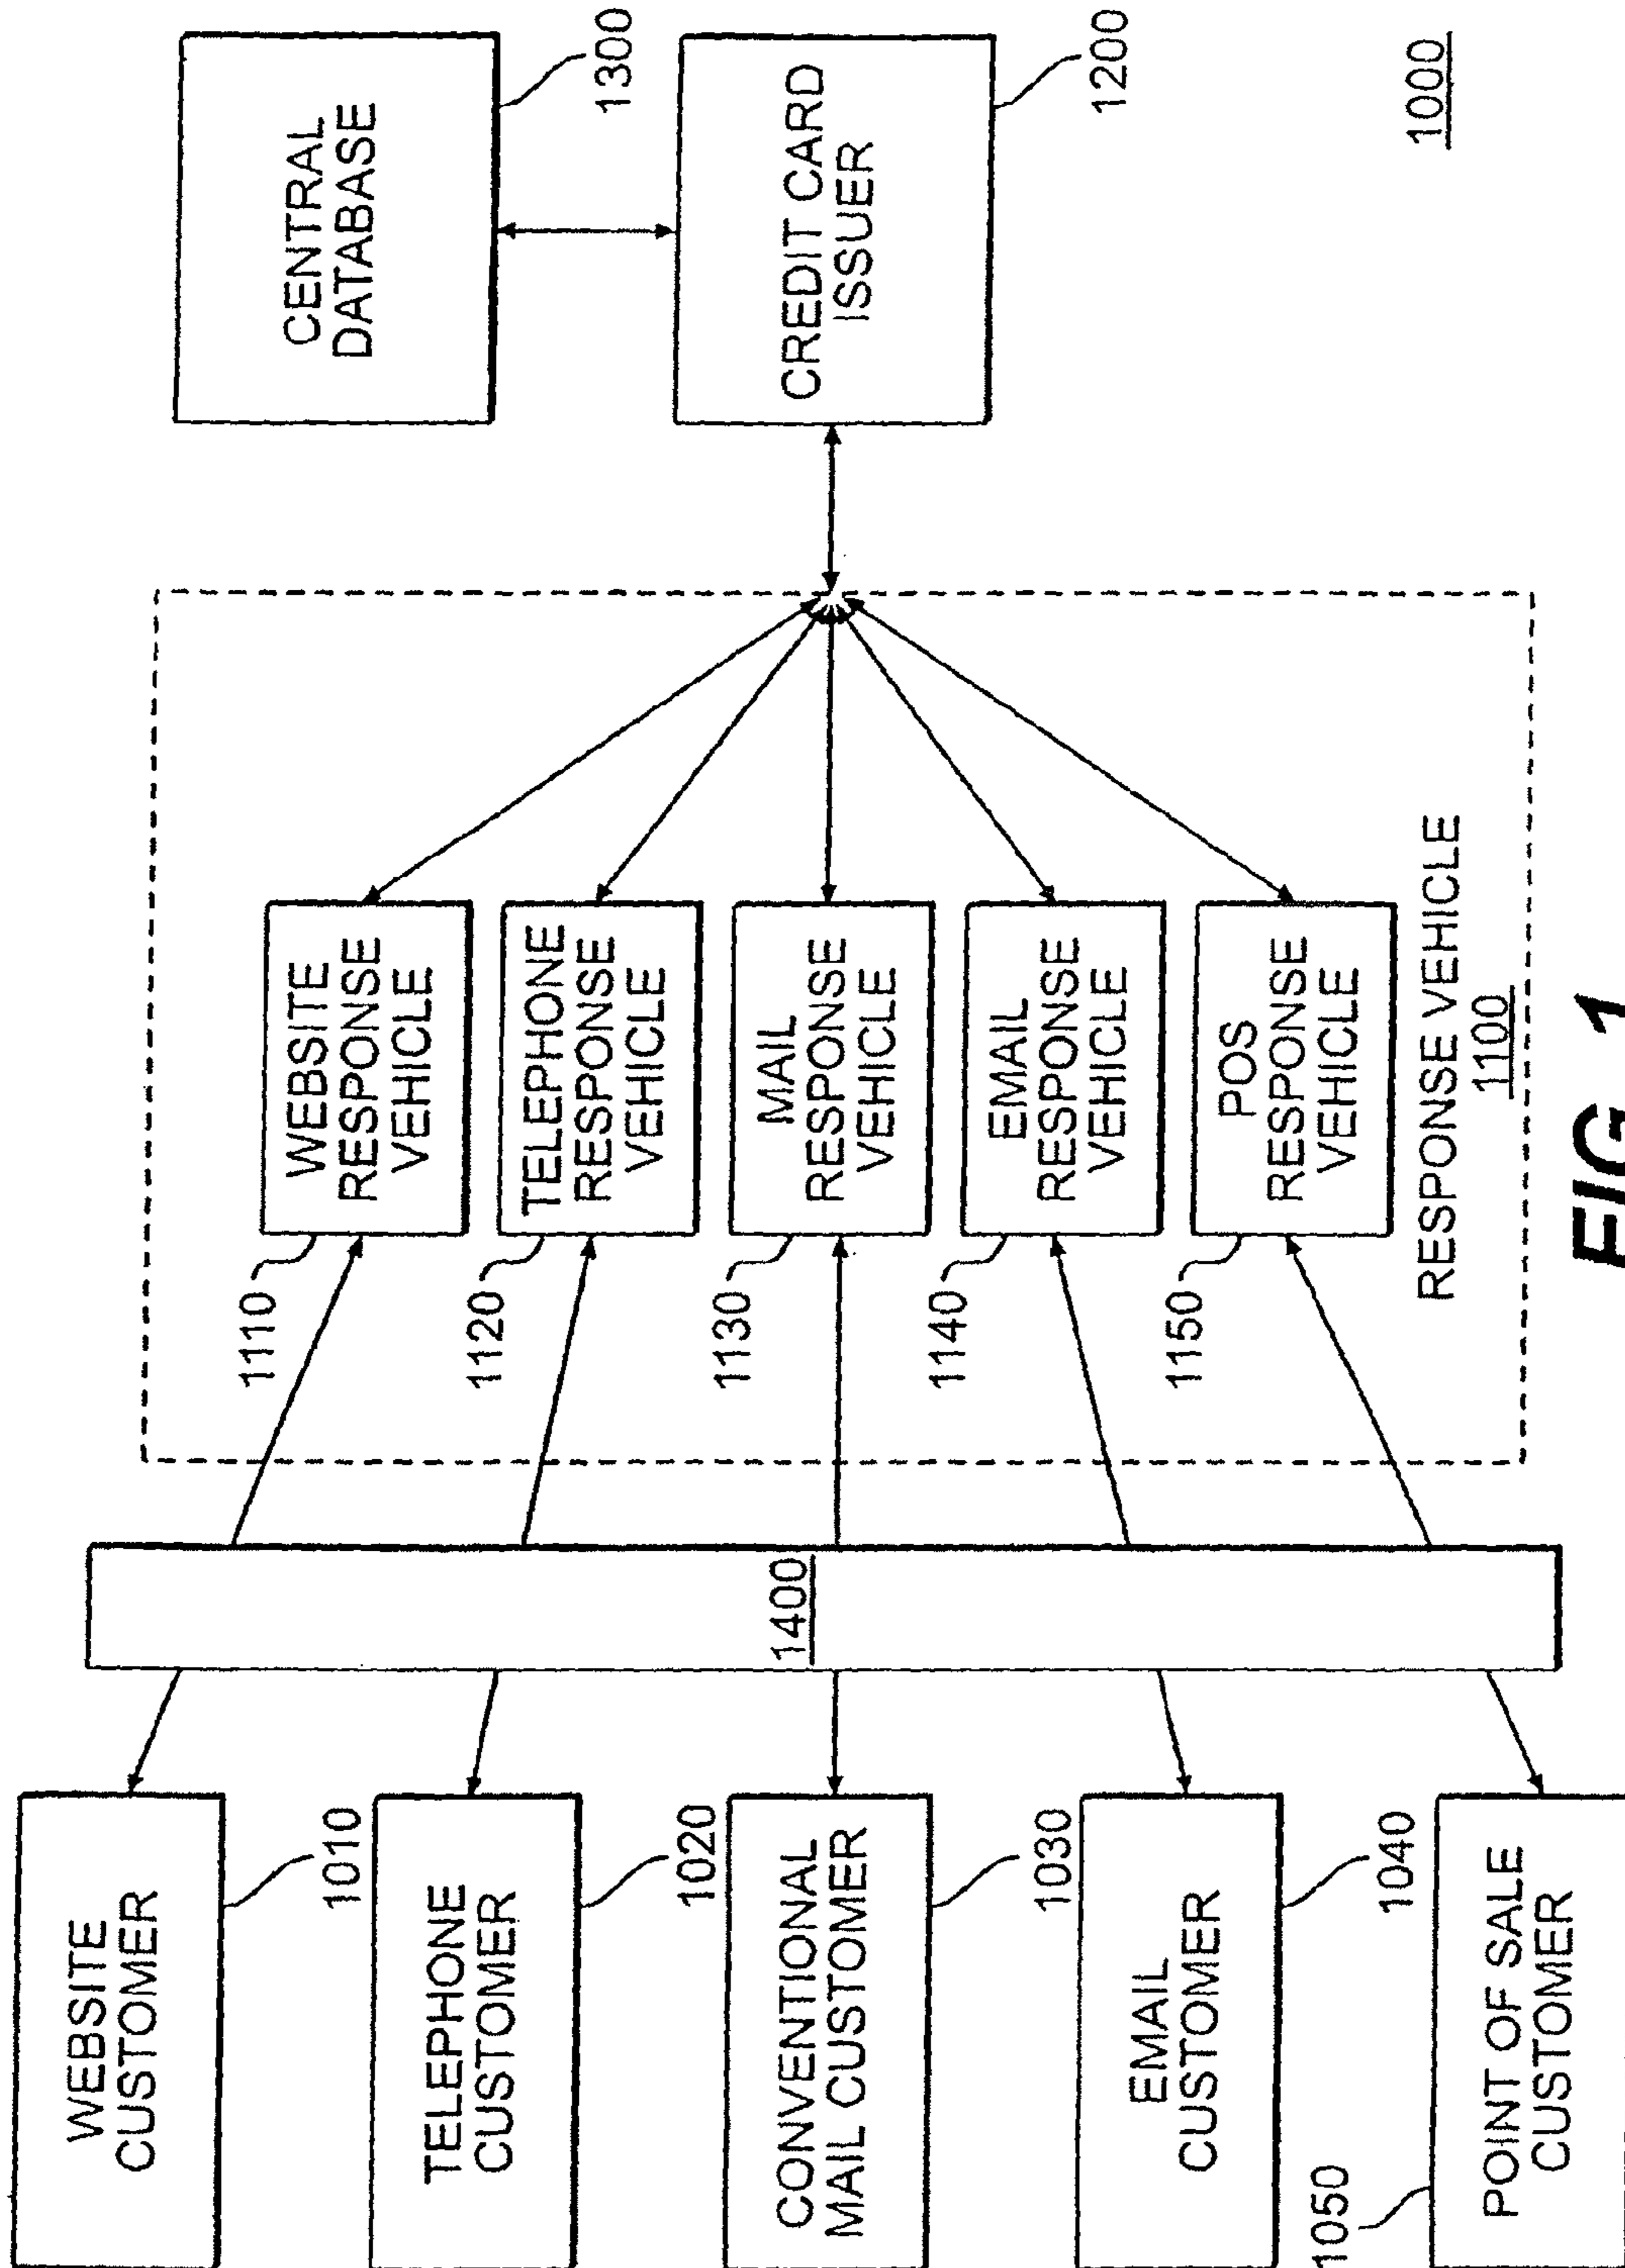 WEBSITE
CUSTOMER
1010
TELEPHONE
CUSTOMER
1020
CONVENTIONAL
MAIL CUSTOMER
1030
EMAIL
CUSTOMER
1040
POINT OF SALE
CUSTOMER
1050
1400
1110
WEBSITE
RESPONSE
VEHICLE
1120
TELEPHONE
RESPONSE
VEHICLE
1130
MAIL
RESPONSE
VEHICLE
1140
EMAIL
RESPONSE
VEHICLE
1150
POS
RESPONSE
VEHICLE
RESPONSE VEHICLE
1100
CENTRAL
DATABASE
1300
CREDIT CARD
ISSUER
1200
1000
FIG. 1